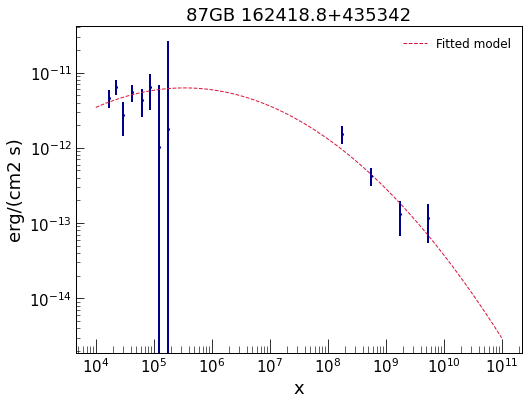 87GB 162418.8+435342
Fitted model
erg/(cm2 s)
10⁻¹¹
10⁻¹²
10⁻¹³
10⁻¹⁴
10⁴ 10⁵ 10⁶ 10⁷ 10⁸ 10⁹ 10¹⁰ 10¹¹
x